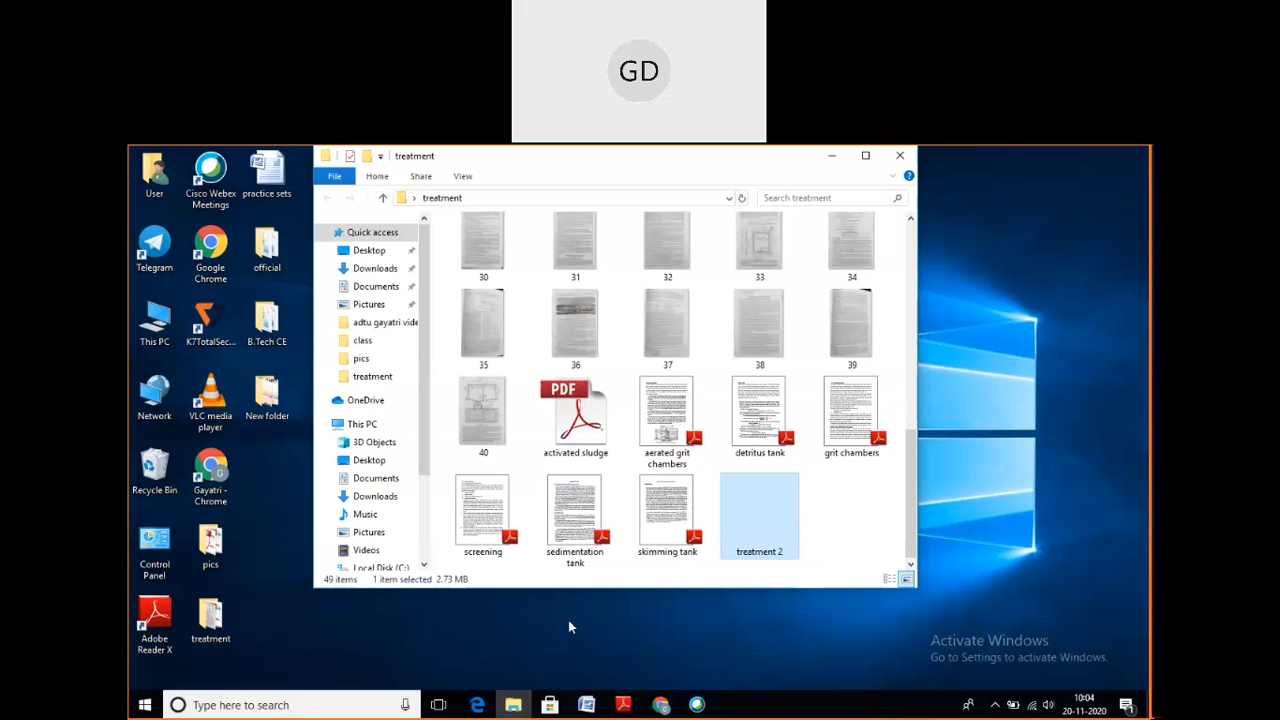 GD
User
Cisco Webex
Meetings
practice sets
Telegram
Google
Chrome
official
This PC
K7TotalSec...
B.Tech CE
Network
VLC media
player
New folder
Recycle Bin
Gayatri -
Chrome
Control
Panel
pics
Adobe
Reader X
treatment
treatment
File
Home
Share
View
treatment
Search treatment
Quick access
Desktop
Downloads
Documents
Pictures
adtu gayatri vide
class
pics
treatment
OneDrive
This PC
3D Objects
Desktop
Documents
Downloads
Music
Pictures
Videos
Local Disk (C:)
30
31
32
33
34
35
36
37
38
39
40
PDF
activated sludge
aerated grit
chambers
detritus tank
grit chambers
screening
sedimentation
tank
skimming tank
treatment 2
49 items
1 item selected 2.73 MB
Activate Windows
Go to Settings to activate Windows.
Type here to search
10:04
20-11-2020
1